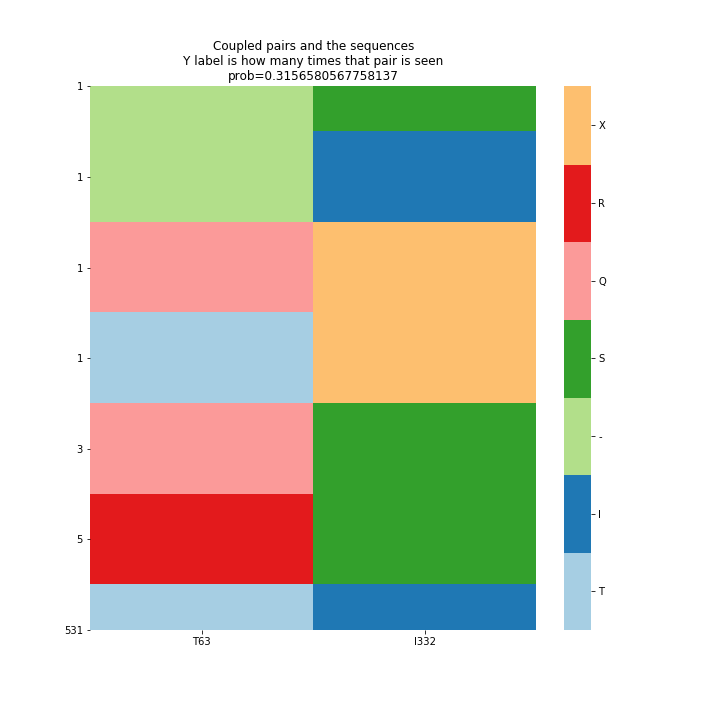 Coupled pairs and the sequences
Y label is how many times that pair is seen
prob=0.3156580567758137
1
1
1
1
3
5
531
T63
I332
X
R
Q
S
-
I
T